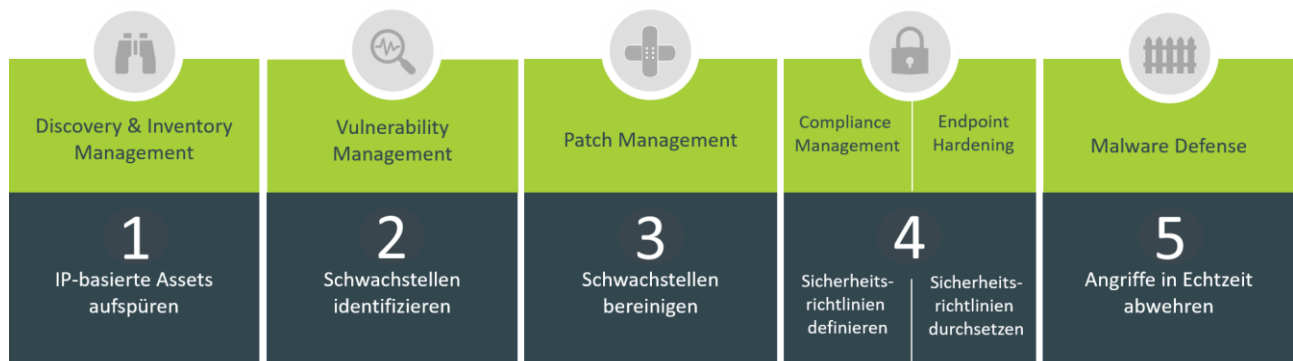 Discovery & Inventory
Management
1
IP-basierte Assets
aufspüren
Vulnerability
Management
2
Schwachstellen
identifizieren
Patch Management
3
Schwachstellen
bereinigen
Compliance
Management
Endpoint
Hardening
4
Sicherheits-
richtlinien
definieren
Sicherheits-
richtlinien
durchsetzen
Malware Defense
5
Angriffe in Echtzeit
abwehren